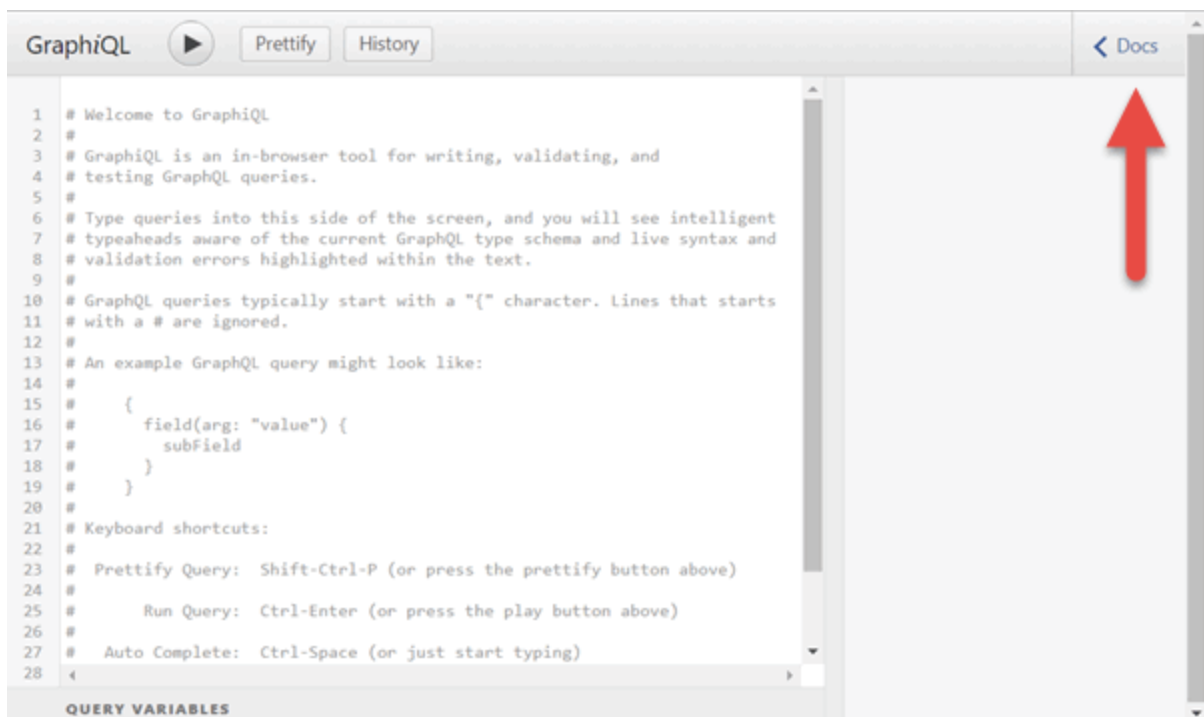 GraphiQL Prettify History Docs
1 # Welcome to GraphiQL
2 #
3 # GraphiQL is an in-browser tool for writing, validating, and
4 # testing GraphQL queries.
5 #
6 # Type queries into this side of the screen, and you will see intelligent
7 # typeaheads aware of the current GraphQL type schema and live syntax and
8 # validation errors highlighted within the text.
9 #
10 # GraphQL queries typically start with a "{" character. Lines that starts
11 # with a # are ignored.
12 #
13 # An example GraphQL query might look like:
14 #
15 #     {
16 #       field(arg: "value") {
17 #         subField
18 #       }
19 #     }
20 #
21 # Keyboard shortcuts:
22 #
23 #  Prettify Query:  Shift-Ctrl-P (or press the prettify button above)
24 #
25 #       Run Query:  Ctrl-Enter (or press the play button above)
26 #
27 #   Auto Complete:  Ctrl-Space (or just start typing)
28
QUERY VARIABLES